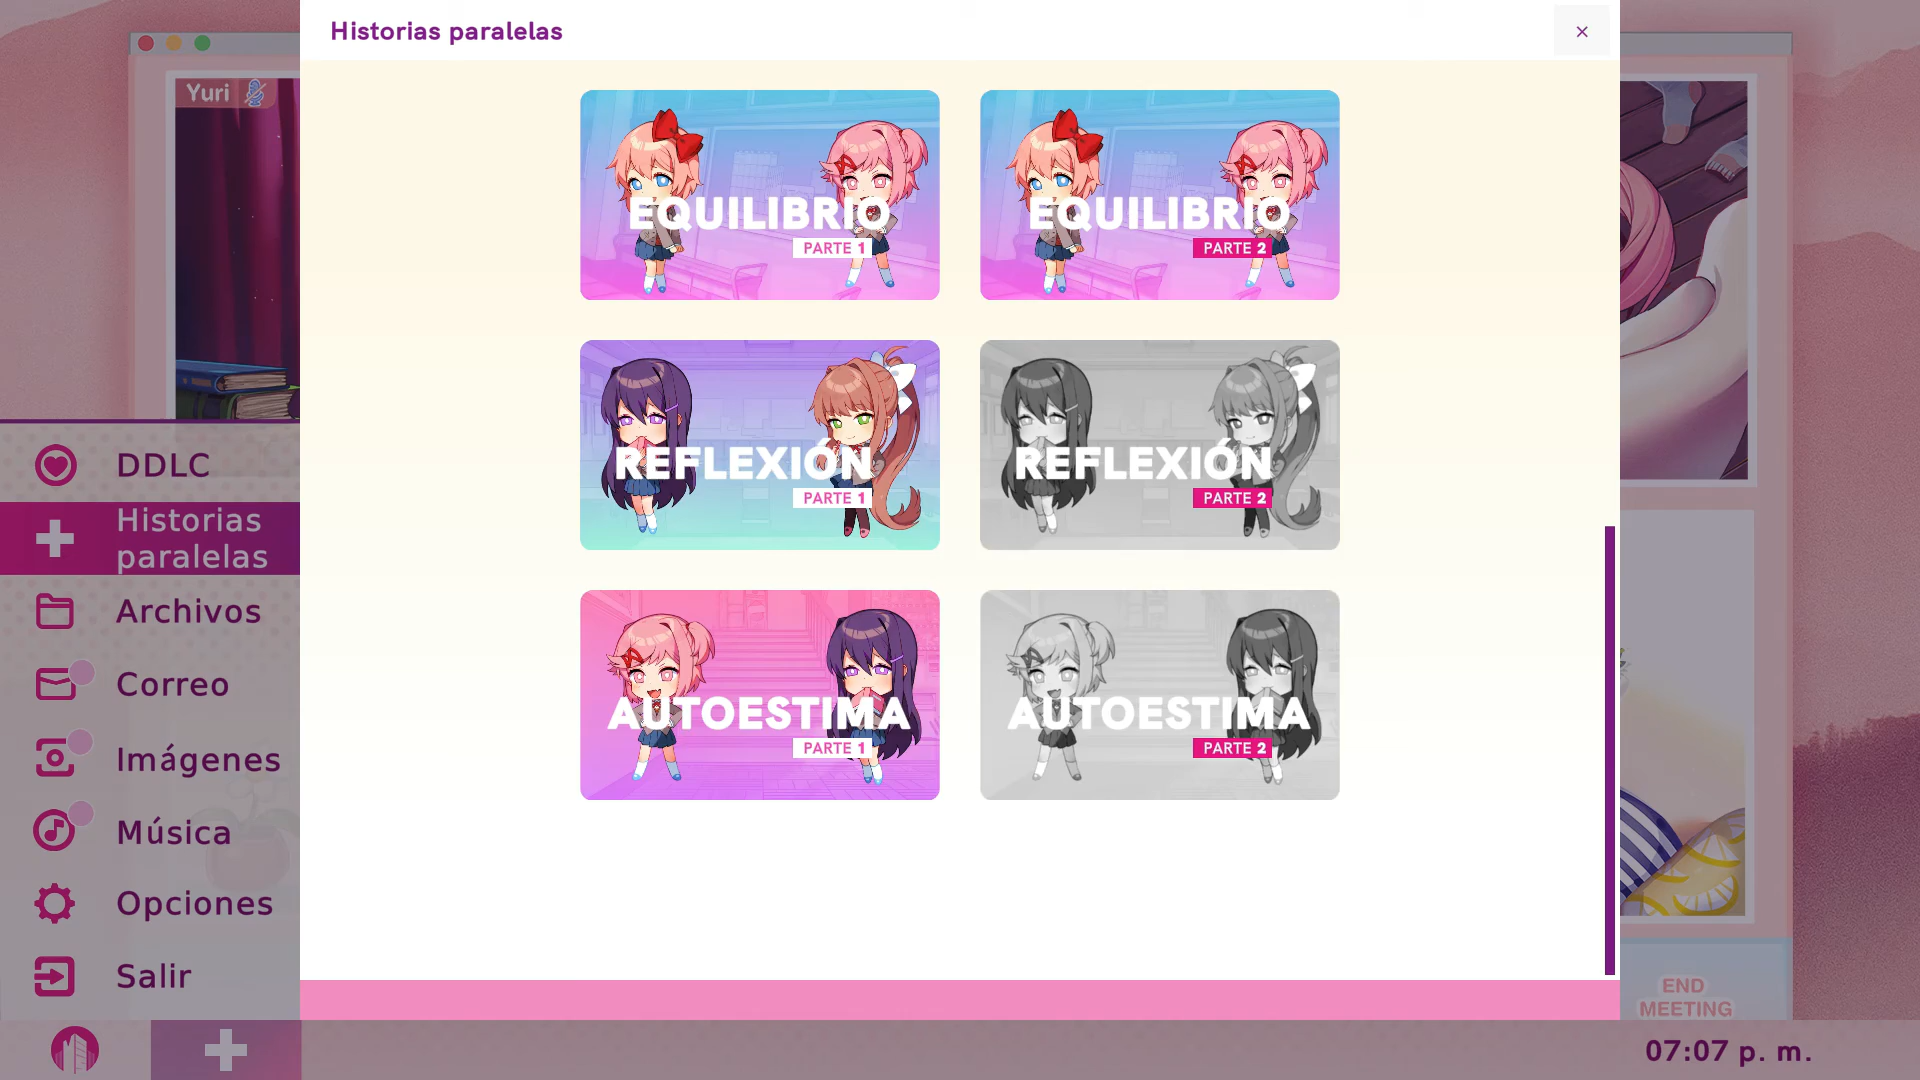 Historias paralelas
×
Yuri
EQUILIBRIO
PARTE 1
EQUILIBRIO
PARTE 2
REFLEXIÓN
PARTE 1
REFLEXIÓN
PARTE 2
AUTOESTIMA
PARTE 1
AUTOESTIMA
PARTE 2
DDLC
Historias
paralelas
Archivos
Correo
Imágenes
Música
Opciones
Salir
END
MEETING
07:07 p. m.